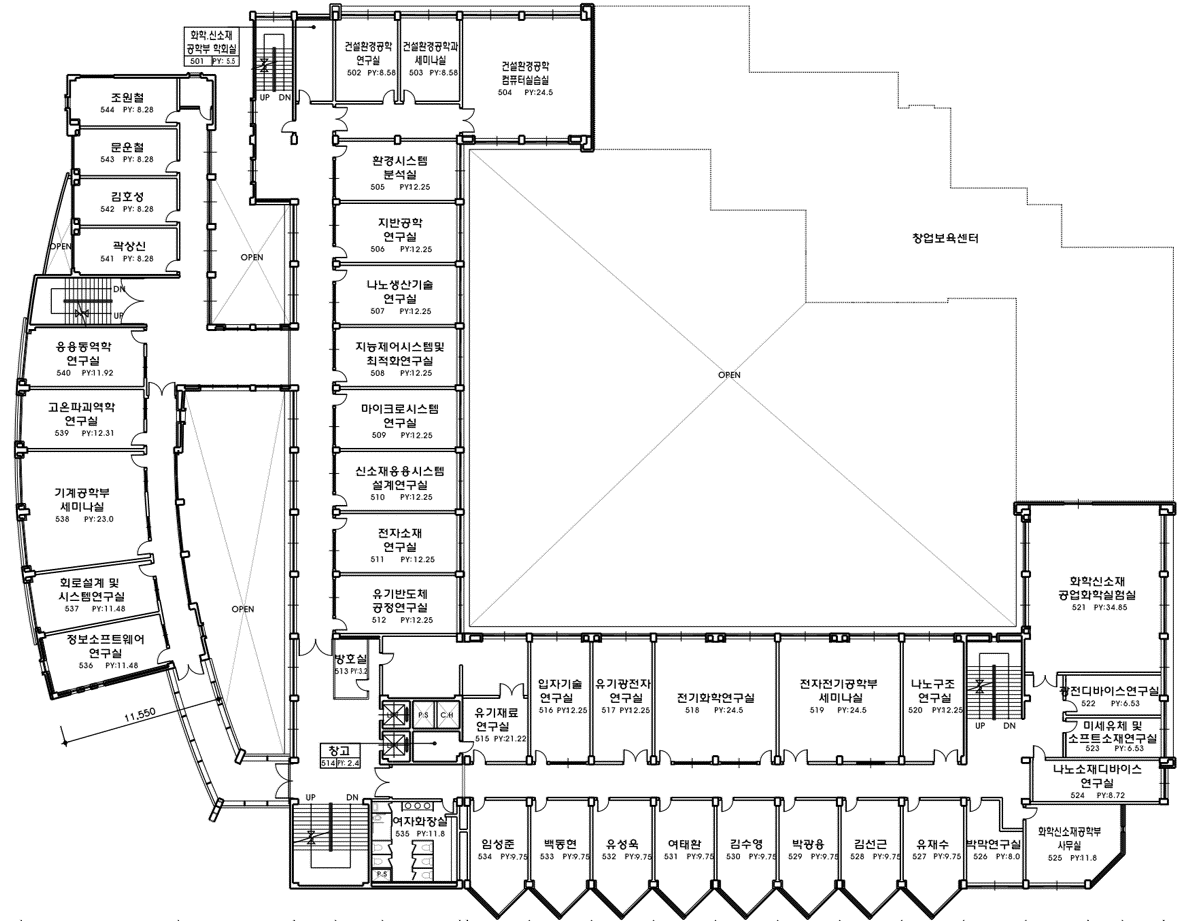 화학.신소재
공학부 학회실
501 PY: 5.5
건설환경공학
연구실
502 PY:8.58
건설환경공학과
세미나실
503 PY:8.58
건설환경공학
컴퓨터실습실
504 PY:24.5
UP DN
조원철
544 PY: 8.28
문운철
543 PY: 8.28
김호성
542 PY: 8.28
곽상신
541 PY: 8.28
OPEN
OPEN
DN
UP
환경시스템
분석실
505 PY:12.25
지반공학
연구실
506 PY:12.25
나노생산기술
연구실
507 PY:12.25
지능제어시스템및
최적화연구실
508 PY:12.25
마이크로시스템
연구실
509 PY:12.25
신소재응용시스템
설계연구실
510 PY:12.25
전자소재
연구실
511 PY:12.25
유기반도체
공정연구실
512 PY:12.25
창업보육센터
OPEN
응용동역학
연구실
540 PY:11.92
고온파괴역학
연구실
539 PY:12.31
기계공학부
세미나실
538 PY:23.0
회로설계 및
시스템연구실
537 PY:11.48
정보소프트웨어
연구실
536 PY:11.48
11,550
OPEN
방호실
513 PY:3.2
P.S
C.H
창고
514 PY: 2.4
유기재료
연구실
515 PY:21.22
입자기술
연구실
516 PY:12.25
유기광전자
연구실
517 PY:12.25
전기화학연구실
518 PY:24.5
전자전기공학부
세미나실
519 PY:24.5
나노구조
연구실
520 PY:12.25
UP DN
화학신소재
공업화학실험실
521 PY:34.85
광전디바이스연구실
522 PY:6.53
미세유체 및
소프트소재연구실
523 PY:6.53
나노소재디바이스
연구실
524 PY:8.72
화학신소재공학부
사무실
525 PY:11.8
박막연구실
526 PY:8.0
유재수
527 PY:9.75
김선근
528 PY:9.75
박광용
529 PY:9.75
김수영
530 PY:9.75
여태환
531 PY:9.75
유성욱
532 PY:9.75
백동현
533 PY:9.75
임성준
534 PY:9.75
여자화장실
535 PY:11.8
P.S
UP DN